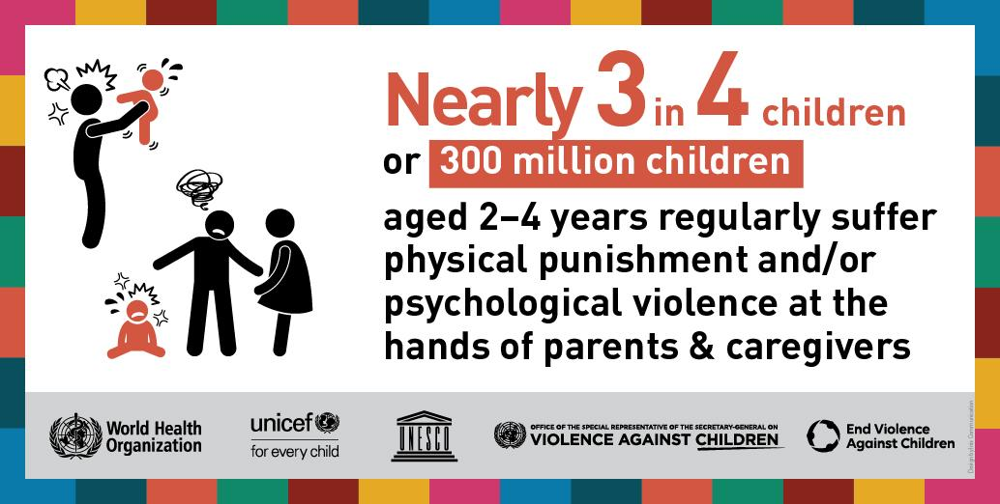 Nearly 3 in 4 children
or 300 million children
aged 2–4 years regularly suffer
physical punishment and/or
psychological violence at the
hands of parents & caregivers
World Health
Organization
unicef
for every child
UNESCO
OFFICE OF THE SPECIAL REPRESENTATIVE OF THE SECRETARY-GENERAL ON
VIOLENCE AGAINST CHILDREN
End Violence
Against Children